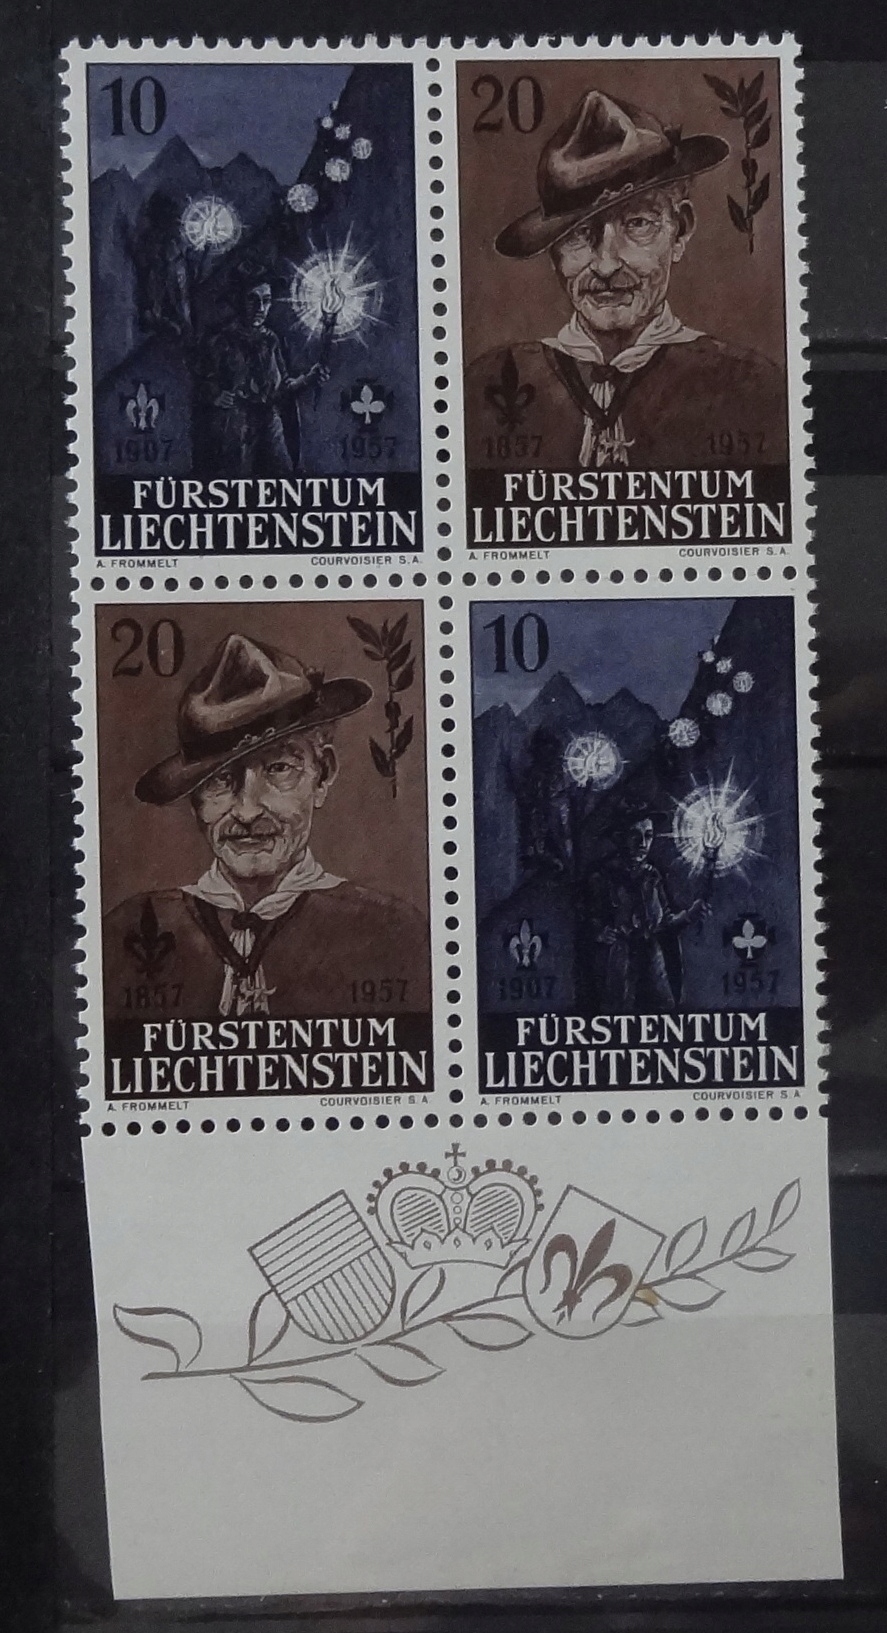 10
1907 1957
FÜRSTENTUM
LIECHTENSTEIN
A. FROMMELT COURVOISIER S.A.
20
1857 1957
FÜRSTENTUM
LIECHTENSTEIN
A. FROMMELT COURVOISIER S.A.
20
1857 1957
FÜRSTENTUM
LIECHTENSTEIN
A. FROMMELT COURVOISIER S.A.
10
1907 1957
FÜRSTENTUM
LIECHTENSTEIN
A. FROMMELT COURVOISIER S.A.